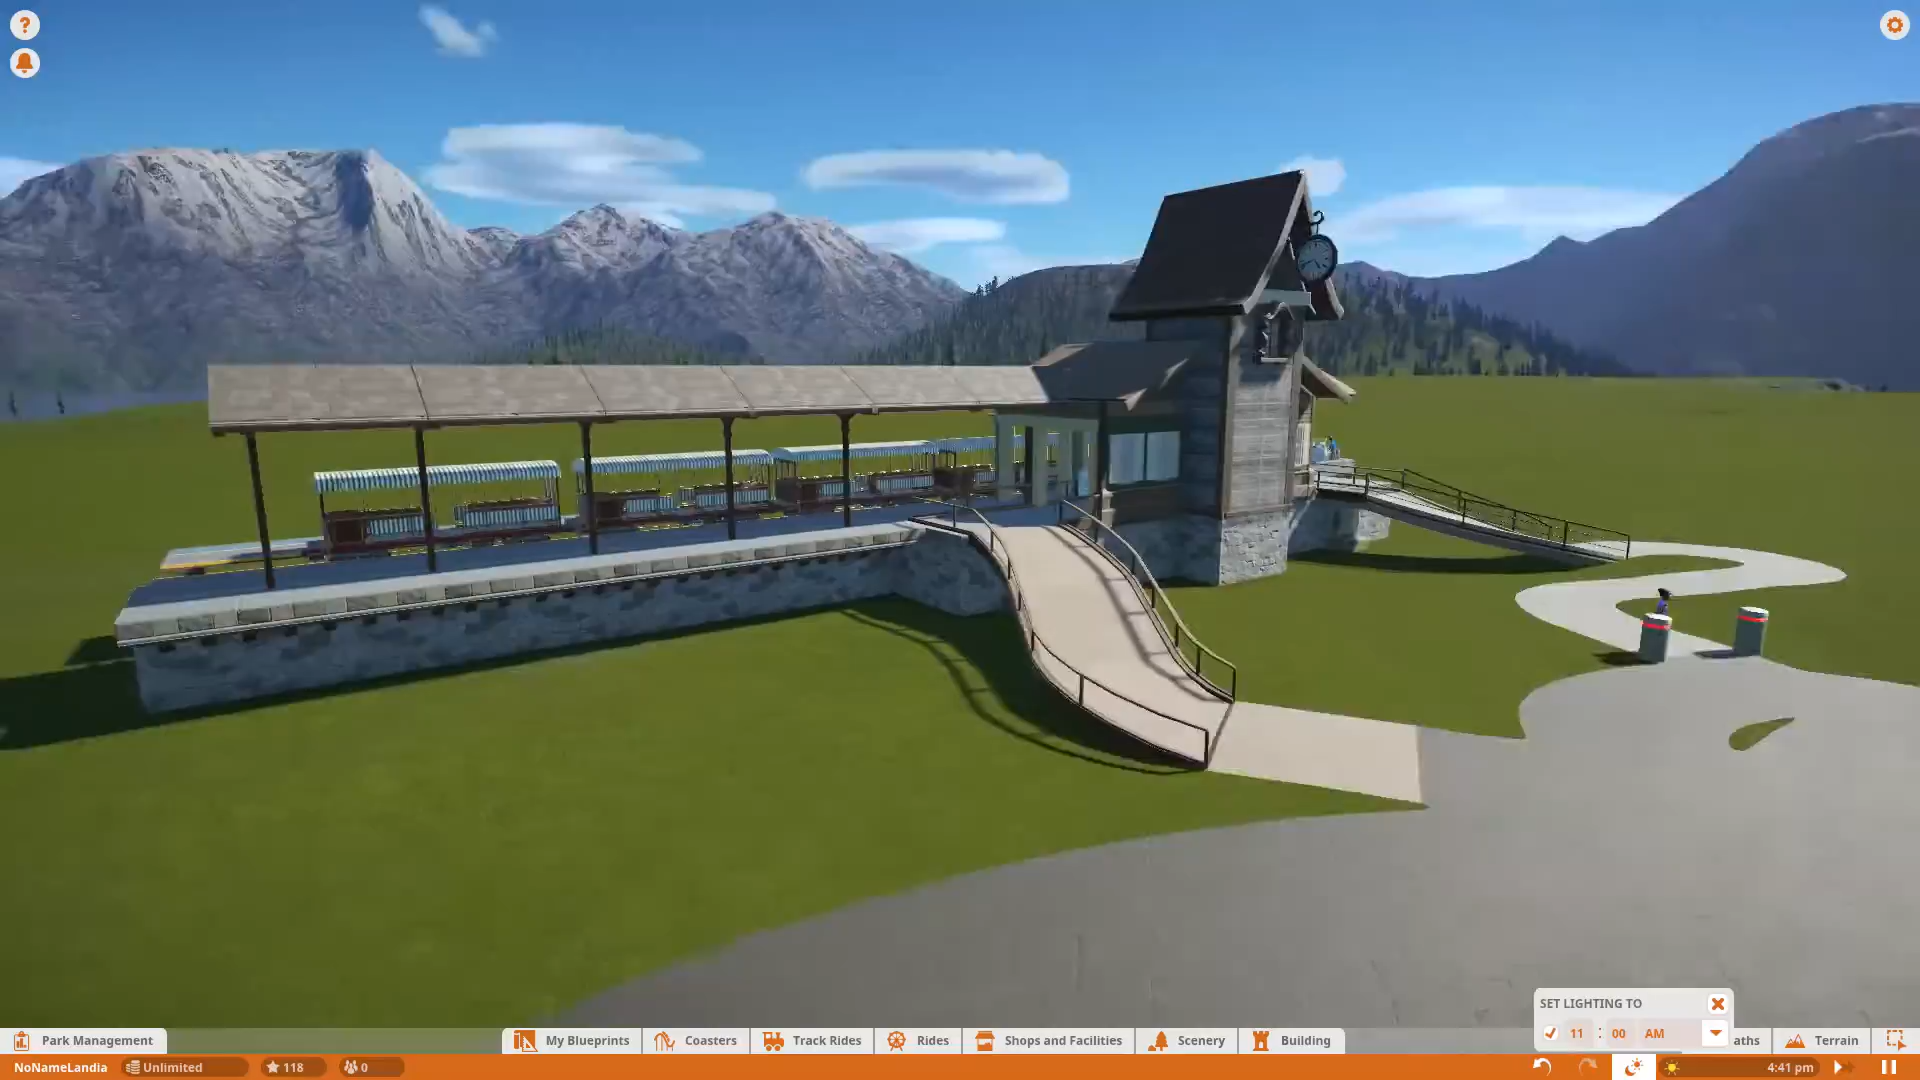 ?
SET LIGHTING TO
11 : 00 AM
Park Management
My Blueprints
Coasters
Track Rides
Rides
Shops and Facilities
Scenery
Building
aths
Terrain
NoNameLandia
Unlimited
118
0
4:41 pm